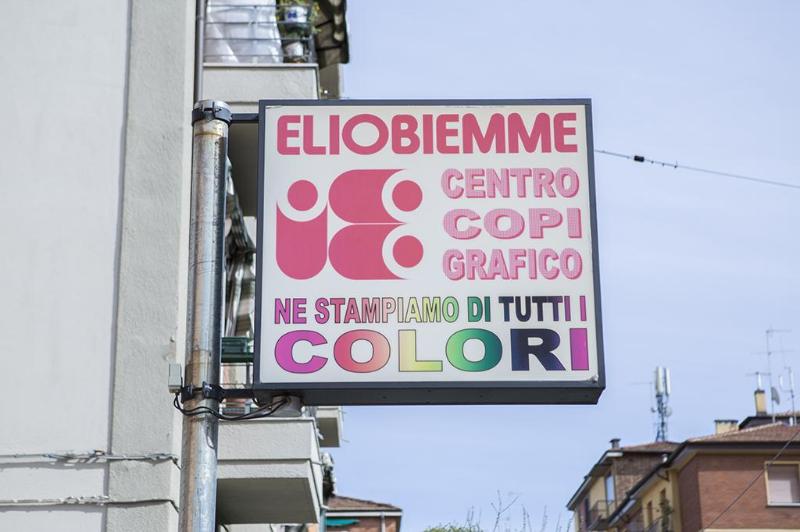 ELIOBIEMME
CENTRO
COPI
GRAFICO
NE STAMPIAMO DI TUTTI I
COLORI